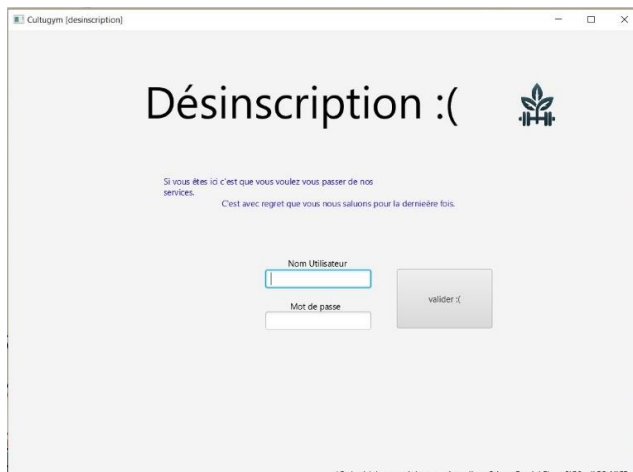 Cultugym [desinscription]
Désinscription :(
Si vous êtes ici c'est que vous voulez vous passer de nos
services.
C'est avec regret que vous nous saluons pour la dernieère fois.
Nom Utilisateur
Mot de passe
valider :(